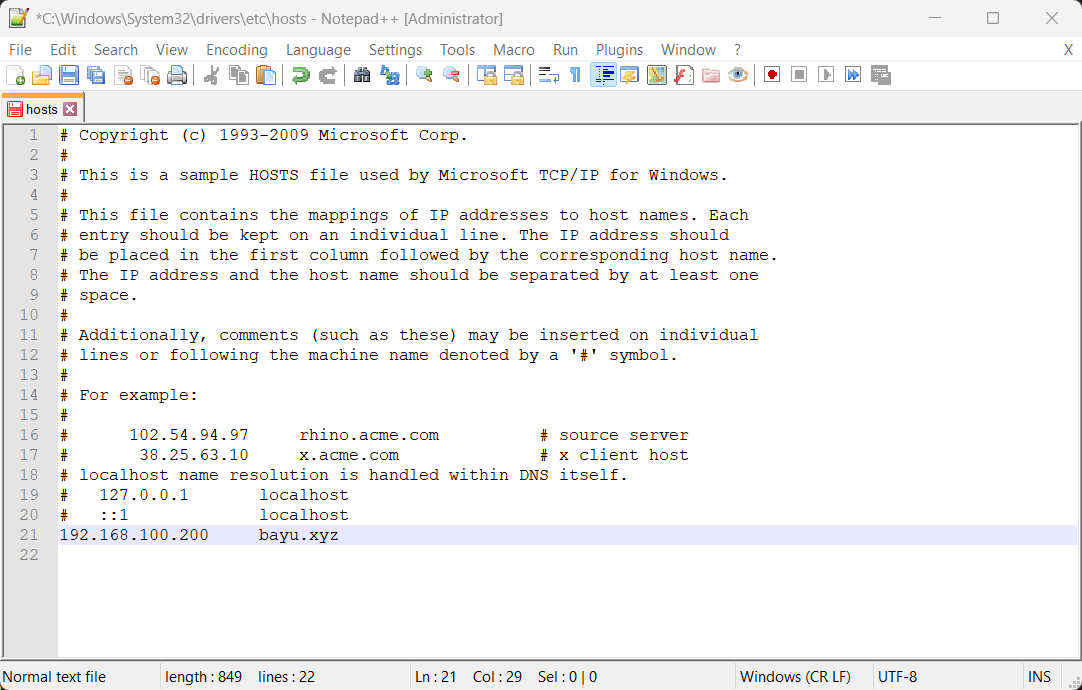 *C:\Windows\System32\drivers\etc\hosts - Notepad++ [Administrator]
File Edit Search View Encoding Language Settings Tools Macro Run Plugins Window ? X
hosts
1 # Copyright (c) 1993-2009 Microsoft Corp.
2 #
3 # This is a sample HOSTS file used by Microsoft TCP/IP for Windows.
4 #
5 # This file contains the mappings of IP addresses to host names. Each
6 # entry should be kept on an individual line. The IP address should
7 # be placed in the first column followed by the corresponding host name.
8 # The IP address and the host name should be separated by at least one
9 # space.
10 #
11 # Additionally, comments (such as these) may be inserted on individual
12 # lines or following the machine name denoted by a '#' symbol.
13 #
14 # For example:
15 #
16 #      102.54.94.97     rhino.acme.com          # source server
17 #       38.25.63.10     x.acme.com              # x client host
18 # localhost name resolution is handled within DNS itself.
19 #   127.0.0.1       localhost
20 #   ::1             localhost
21 192.168.100.200     bayu.xyz
22
Normal text file length : 849 lines : 22 Ln : 21 Col : 29 Sel : 0 | 0 Windows (CR LF) UTF-8 INS